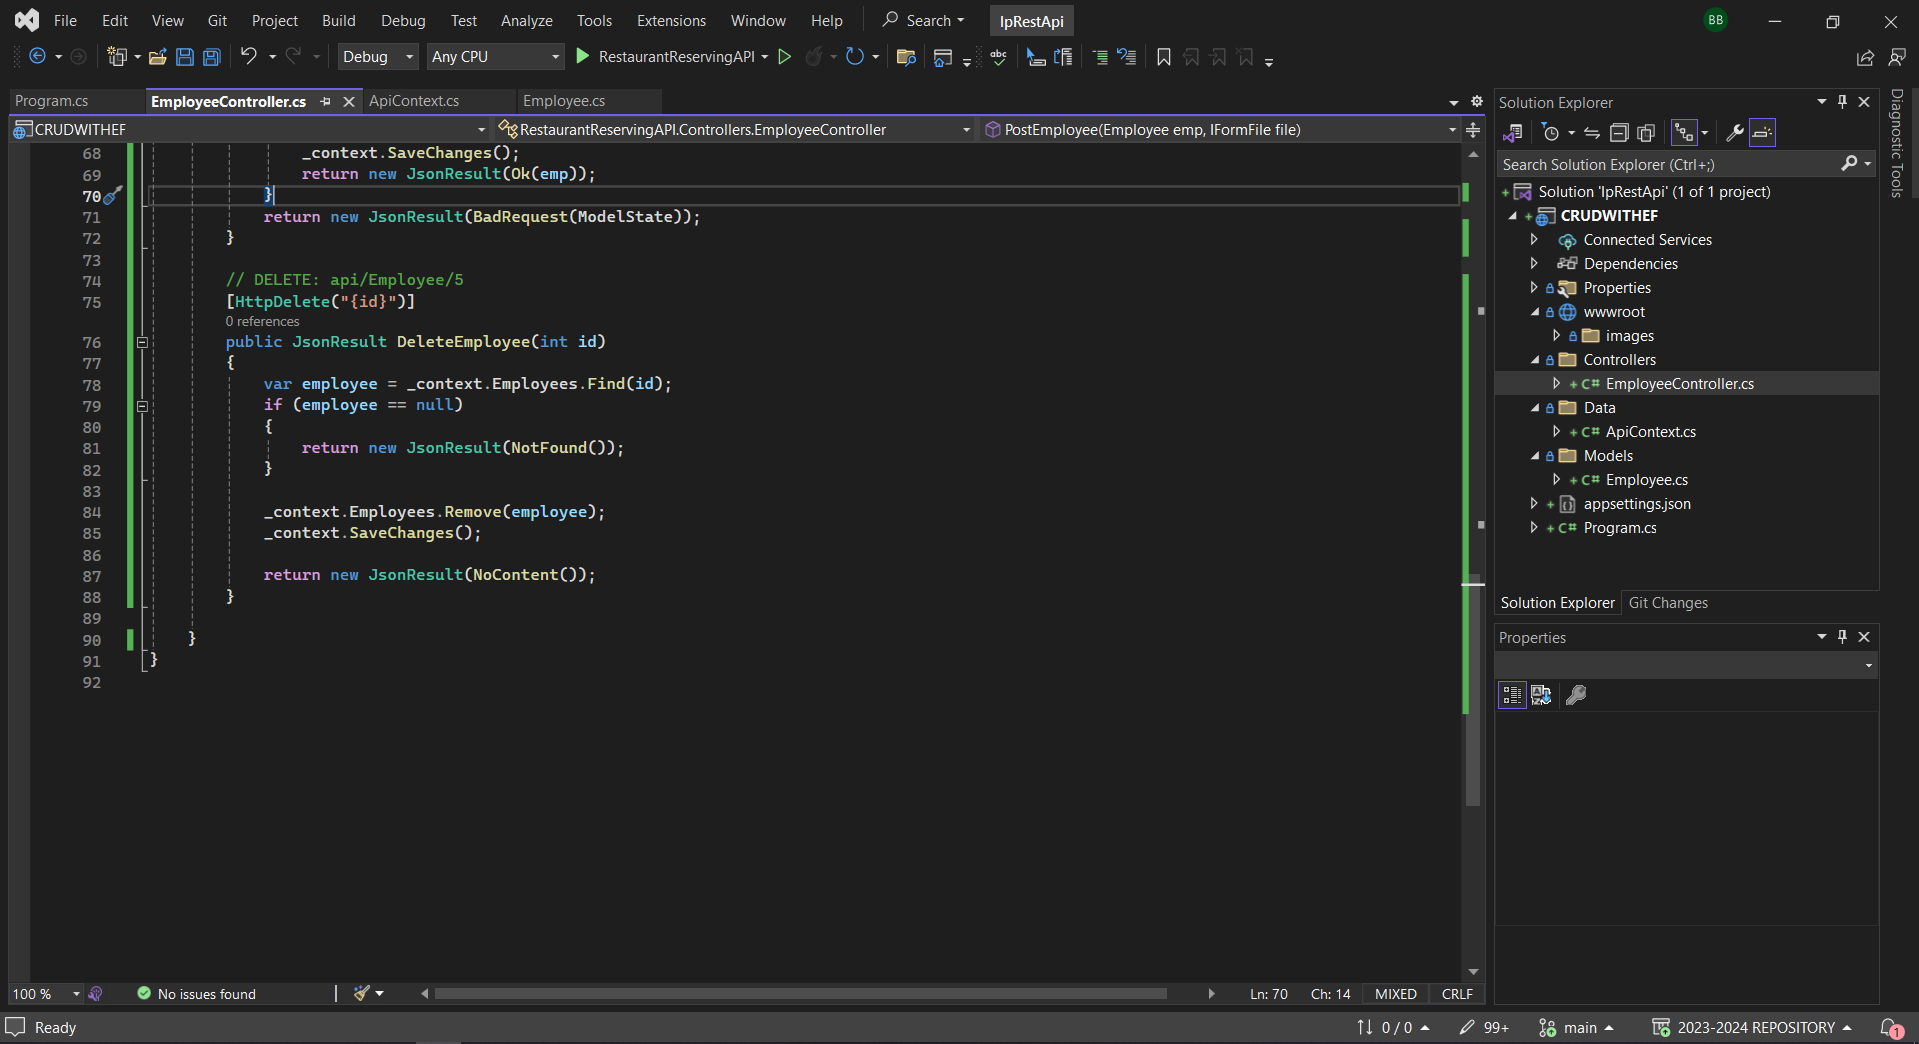 File Edit View Git Project Build Debug Test Analyze Tools Extensions Window Help Search IpRestApi BB
Debug Any CPU RestaurantReservingAPI
Program.cs EmployeeController.cs ApiContext.cs Employee.cs
CRUDWITHEF RestaurantReservingAPI.Controllers.EmployeeController PostEmployee(Employee emp, IFormFile file)
68 _context.SaveChanges();
69 return new JsonResult(Ok(emp));
70 }
71 return new JsonResult(BadRequest(ModelState));
72 }
73
74 // DELETE: api/Employee/5
75 [HttpDelete("{id}")]
0 references
76 public JsonResult DeleteEmployee(int id)
77 {
78 var employee = _context.Employees.Find(id);
79 if (employee == null)
80 {
81 return new JsonResult(NotFound());
82 }
83
84 _context.Employees.Remove(employee);
85 _context.SaveChanges();
86
87 return new JsonResult(NoContent());
88 }
89
90 }
91 }
92
100 % No issues found Ln: 70 Ch: 14 MIXED CRLF
Solution Explorer
Search Solution Explorer (Ctrl+;)
Solution 'IpRestApi' (1 of 1 project)
CRUDWITHEF
Connected Services
Dependencies
Properties
wwwroot
images
Controllers
C# EmployeeController.cs
Data
C# ApiContext.cs
Models
C# Employee.cs
appsettings.json
C# Program.cs
Solution Explorer Git Changes
Properties
Diagnostic Tools
Ready 0 / 0 99+ main 2023-2024 REPOSITORY 1